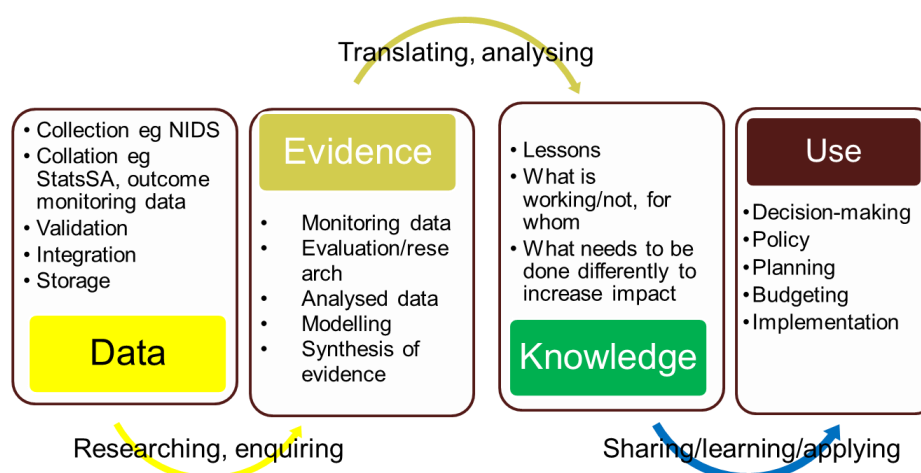 Translating, analysing
• Collection eg NIDS
• Collation eg
StatsSA, outcome
monitoring data
• Validation
• Integration
• Storage
Data
Evidence
• Monitoring data
• Evaluation/rese
arch
• Analysed data
• Modelling
• Synthesis of
evidence
• Lessons
• What is
working/not, for
whom
• What needs to be
done differently to
increase impact
Knowledge
Use
• Decision-making
• Policy
• Planning
• Budgeting
• Implementation
Researching, enquiring
Sharing/learning/applying